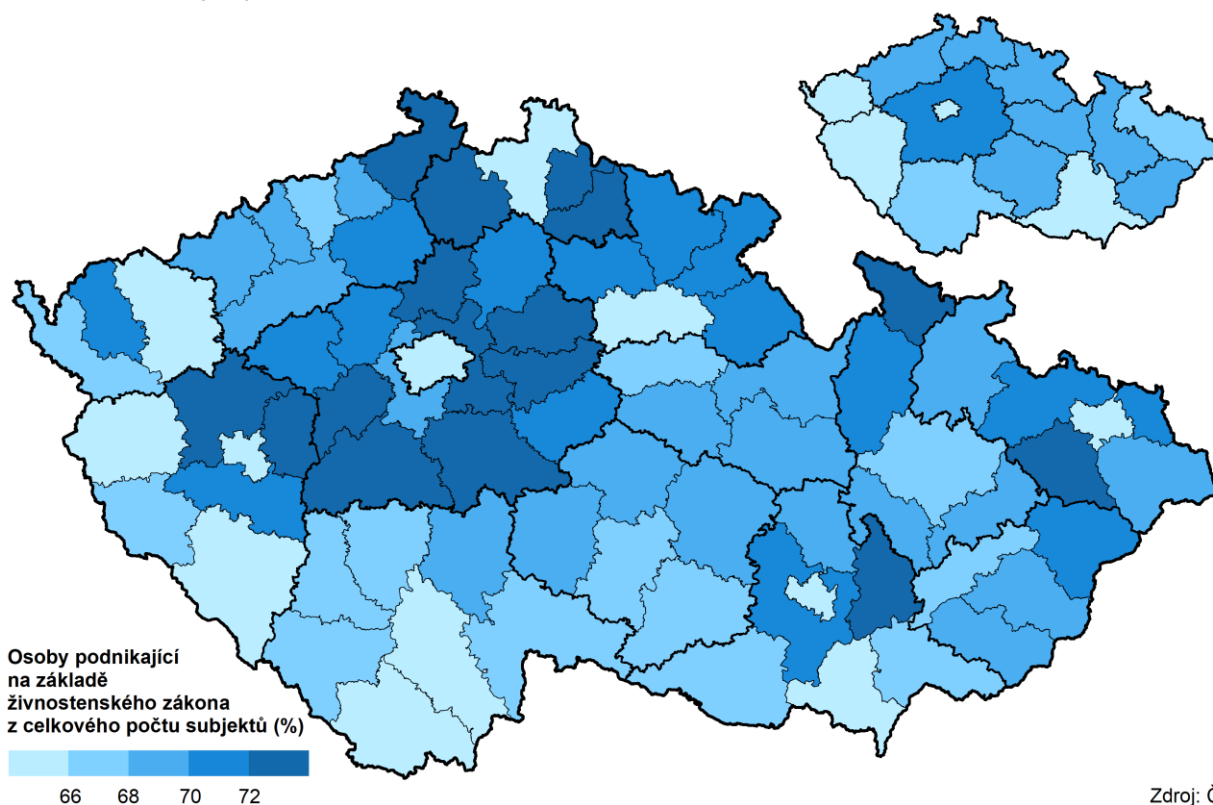 Osoby podnikající
na základě
živnostenského zákona
z celkového počtu subjektů (%)
66 68 70 72
Zdroj: Č